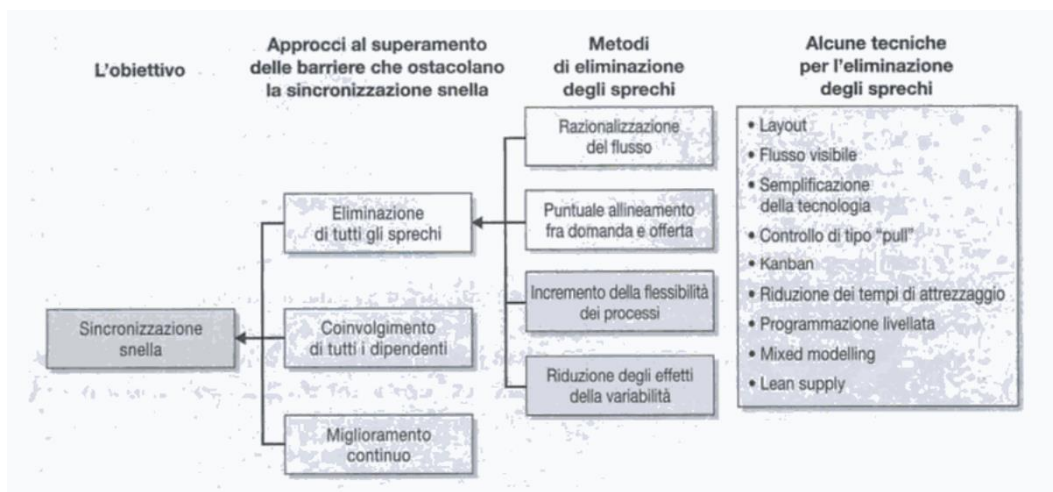 L'obiettivo
Approcci al superamento
delle barriere che ostacolano
la sincronizzazione snella
Metodi
di eliminazione
degli sprechi
Alcune tecniche
per l'eliminazione
degli sprechi
Sincronizzazione
snella
Eliminazione
di tutti gli sprechi
Coinvolgimento
di tutti i dipendenti
Miglioramento
continuo
Razionalizzazione
del flusso
Puntuale allineamento
fra domanda e offerta
Incremento della flessibilità
dei processi
Riduzione degli effetti
della variabilità
• Layout
• Flusso visibile
• Semplificazione
della tecnologia
• Controllo di tipo “pull”
• Kanban
• Riduzione dei tempi di attrezzaggio
• Programmazione livellata
• Mixed modelling
• Lean supply